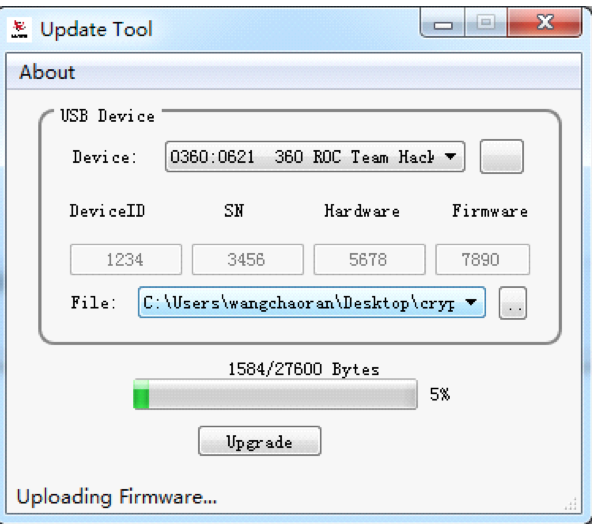 Update Tool
About
USB Device
Device: 0360:0621 360 ROC Team Hack
DeviceID SN Hardware Firmware
1234 3456 5678 7890
File: C:\Users\wangchaoran\Desktop\cryp ..
1584/27600 Bytes
5%
Upgrade
Uploading Firmware...